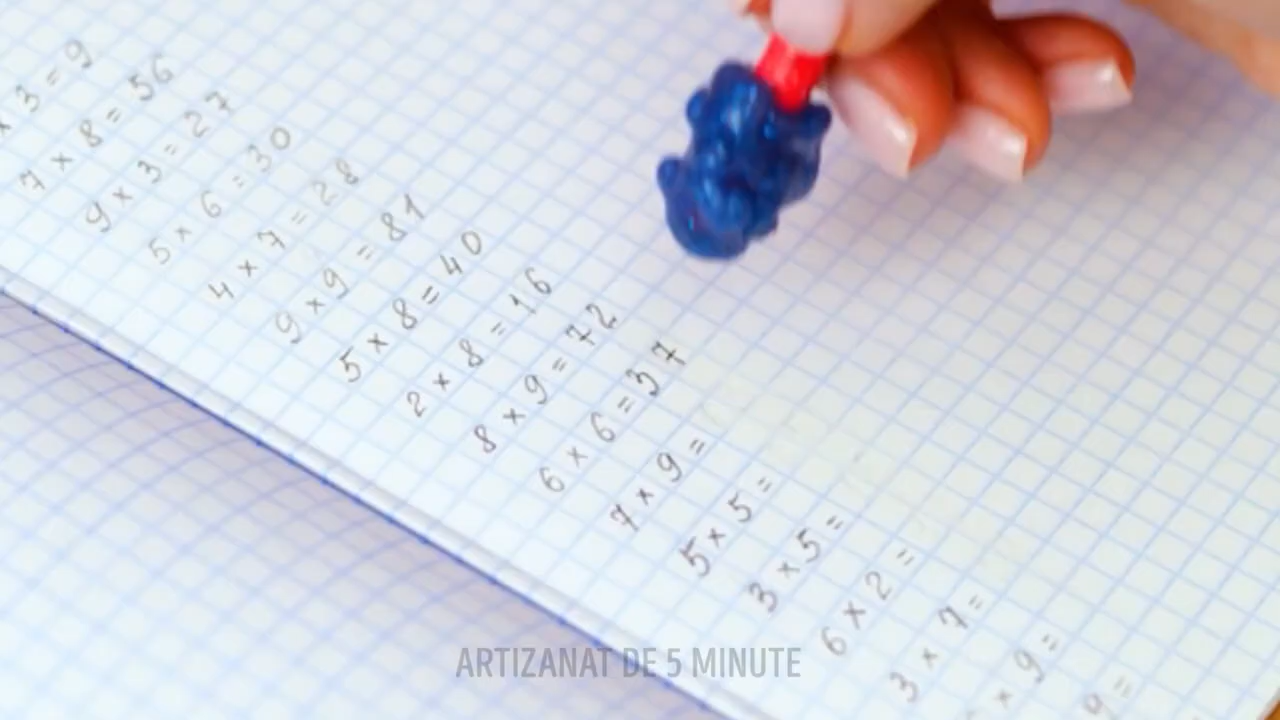 x 3 = 9
7 x 8 = 56
9 x 3 = 27
5 x 6 = 30
4 x 7 = 28
9 x 9 = 81
5 x 8 = 40
2 x 8 = 16
8 x 9 = 72
6 x 6 = 37
7 x 9 =
5 x 5 =
3 x 5 =
6 x 2 =
3 x 7 =
x 9 =
9 =
ARTIZANAT DE 5 MINUTE